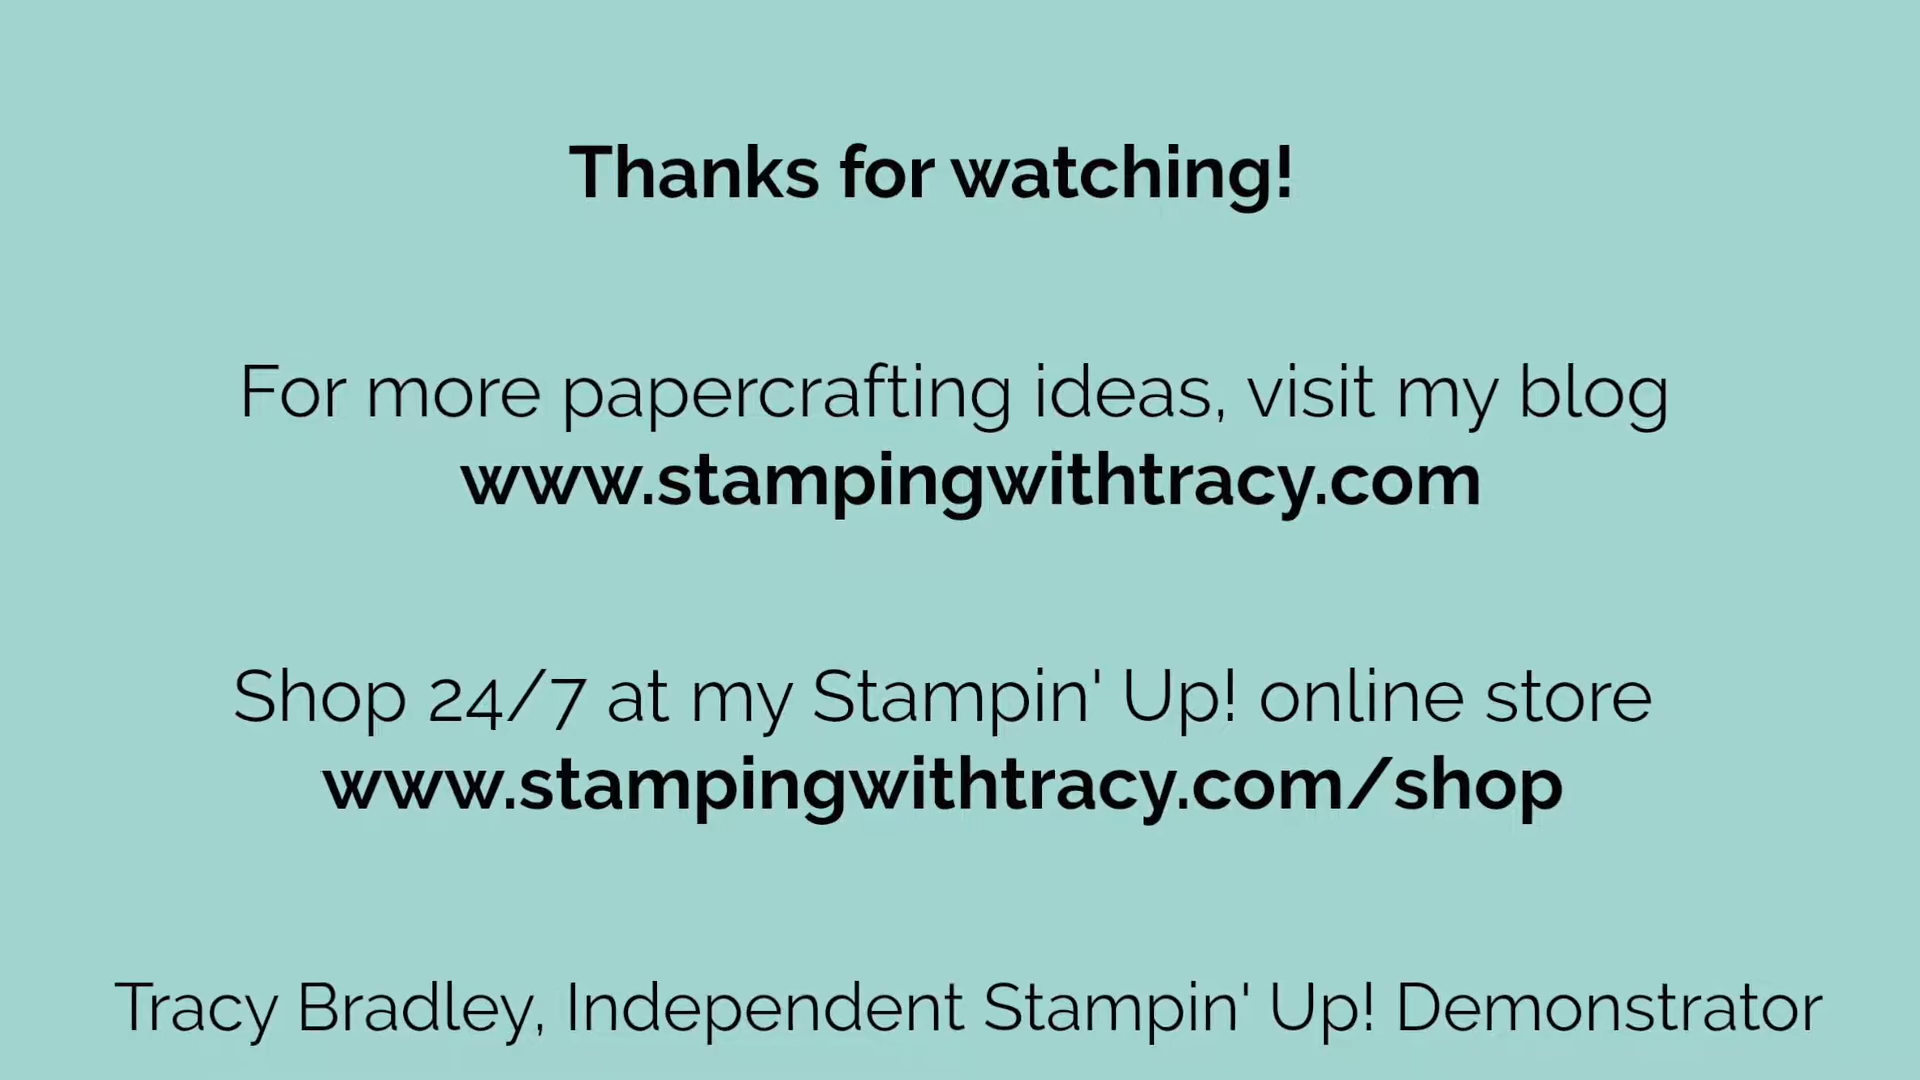 Thanks for watching!
For more papercrafting ideas, visit my blog
www.stampingwithtracy.com
Shop 24/7 at my Stampin' Up! online store
www.stampingwithtracy.com/shop
Tracy Bradley, Independent Stampin' Up! Demonstrator